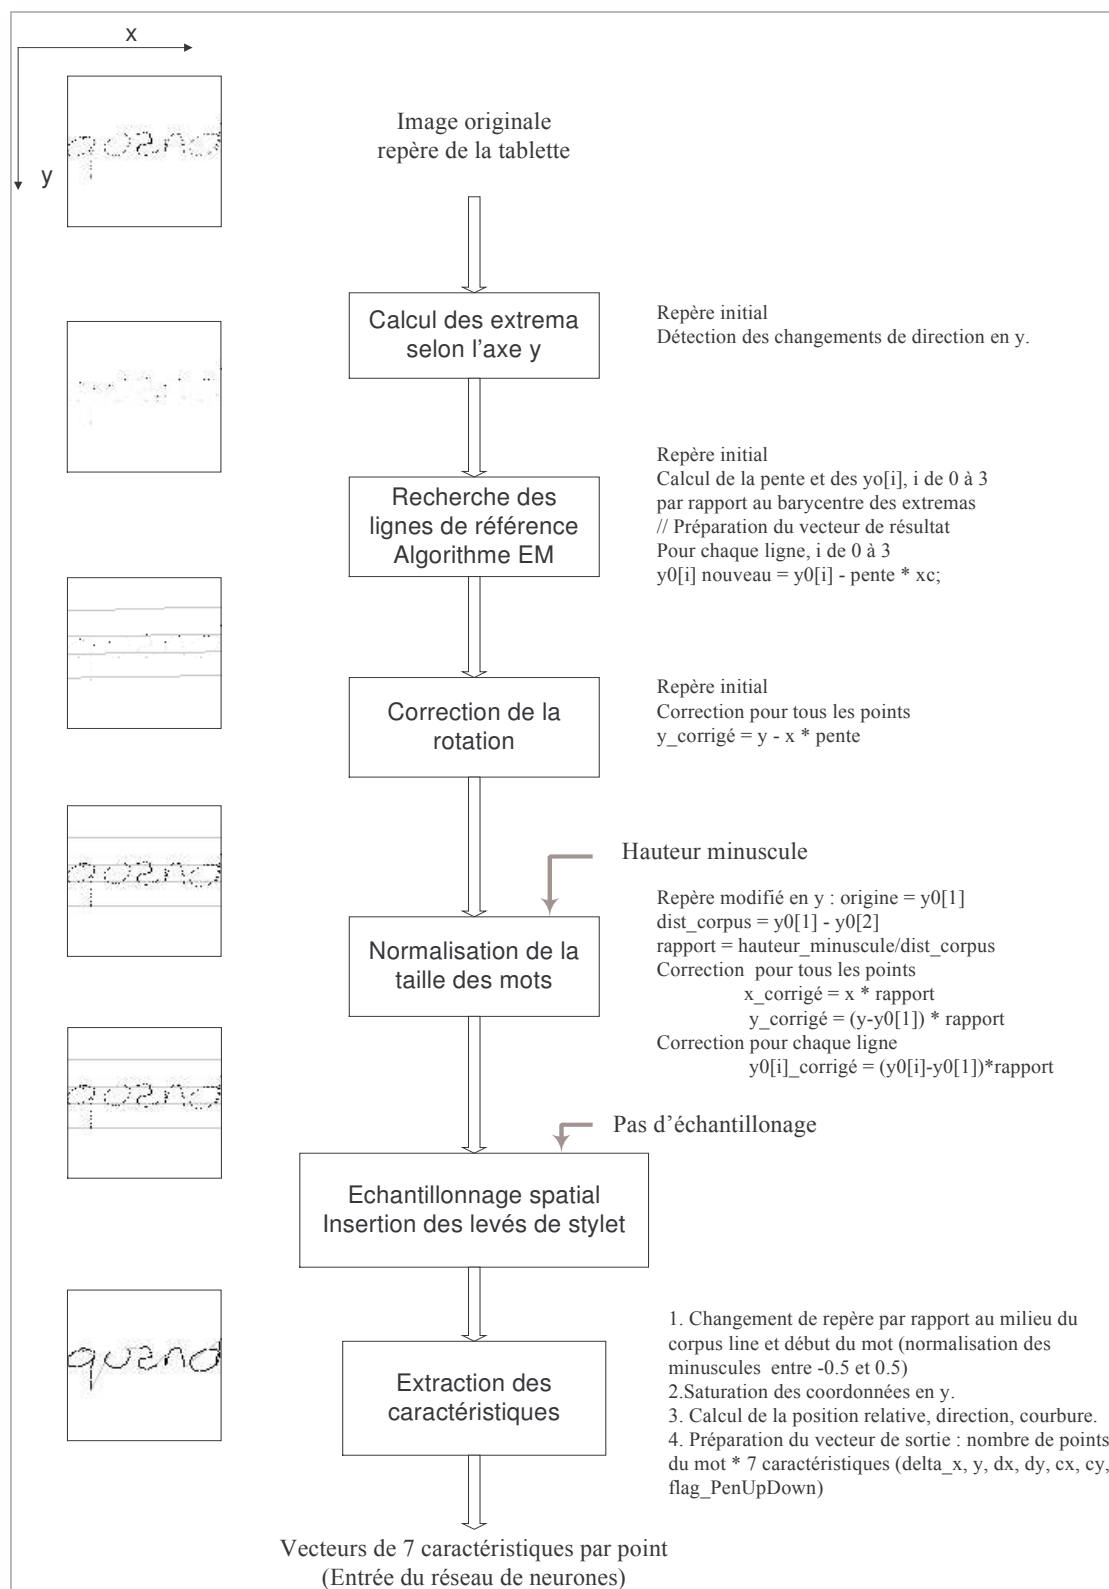 x
y
quand
Image originale
repère de la tablette
Calcul des extrema
selon l'axe y
Repère initial
Détection des changements de direction en y.
Recherche des
lignes de référence
Algorithme EM
Repère initial
Calcul de la pente et des yo[i], i de 0 à 3
par rapport au barycentre des extremas
// Préparation du vecteur de résultat
Pour chaque ligne, i de 0 à 3
y0[i] nouveau = y0[i] - pente * xc;
Correction de la
rotation
Repère initial
Correction pour tous les points
y_corrigé = y - x * pente
quand
Hauteur minuscule
Normalisation de la
taille des mots
Repère modifié en y : origine = y0[1]
dist_corpus = y0[1] - y0[2]
rapport = hauteur_minuscule/dist_corpus
Correction pour tous les points
x_corrigé = x * rapport
y_corrigé = (y-y0[1]) * rapport
Correction pour chaque ligne
y0[i]_corrigé = (y0[i]-y0[1])*rapport
quand
Pas d'échantillonage
Echantillonnage spatial
Insertion des levés de stylet
quand
Extraction des
caractéristiques
1. Changement de repère par rapport au milieu du
corpus line et début du mot (normalisation des
minuscules entre -0.5 et 0.5)
2.Saturation des coordonnées en y.
3. Calcul de la position relative, direction, courbure.
4. Préparation du vecteur de sortie : nombre de points
du mot * 7 caractéristiques (delta_x, y, dx, dy, cx, cy,
flag_PenUpDown)
Vecteurs de 7 caractéristiques par point
(Entrée du réseau de neurones)